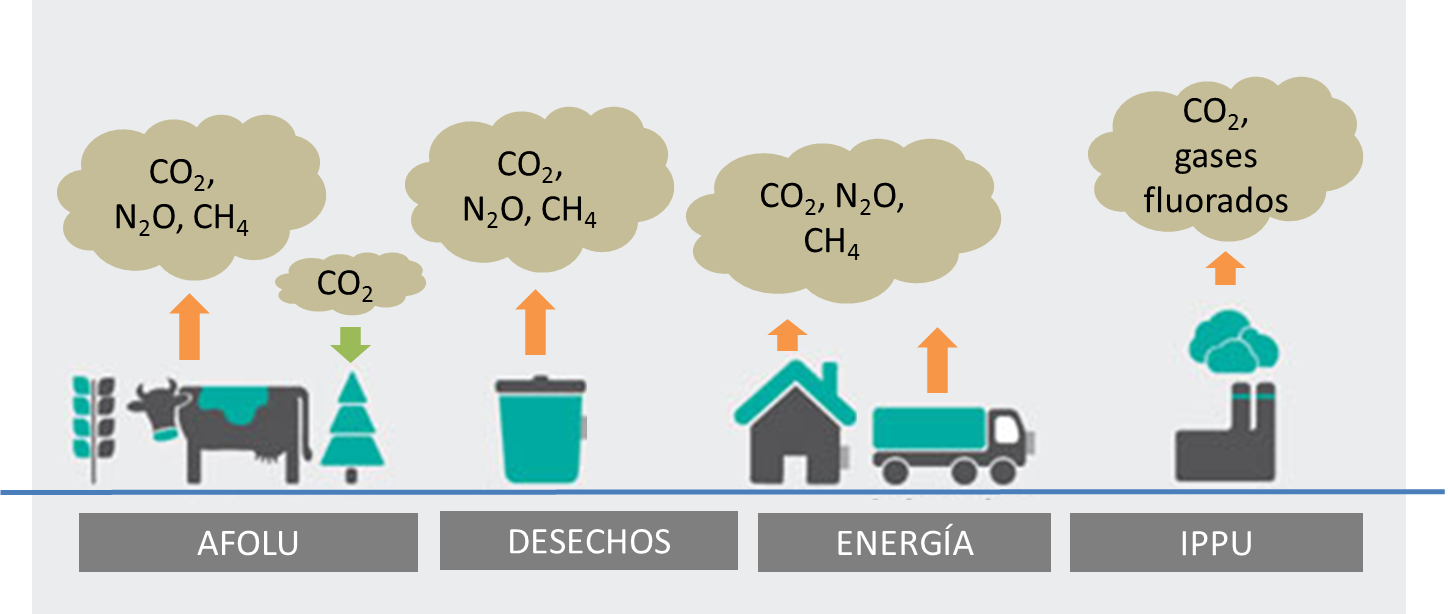 CO₂,
N₂O, CH₄
CO₂
CO₂,
N₂O, CH₄
CO₂, N₂O,
CH₄
CO₂,
gases
fluorados
AFOLU
DESECHOS
ENERGÍA
IPPU